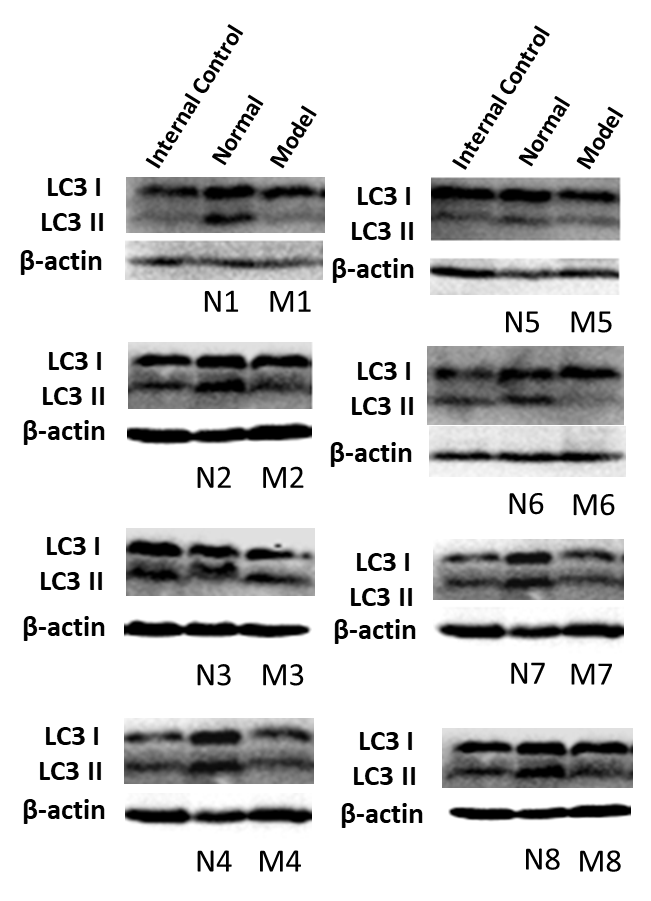 Internal Control
Normal
Model
LC3 I
LC3 II
β-actin
N1 M1
LC3 I
LC3 II
β-actin
N2 M2
LC3 I
LC3 II
β-actin
N3 M3
LC3 I
LC3 II
β-actin
N4 M4
Internal Control
Normal
Model
LC3 I
LC3 II
β-actin
N5 M5
LC3 I
LC3 II
β-actin
N6 M6
LC3 I
LC3 II
β-actin
N7 M7
LC3 I
LC3 II
β-actin
N8 M8